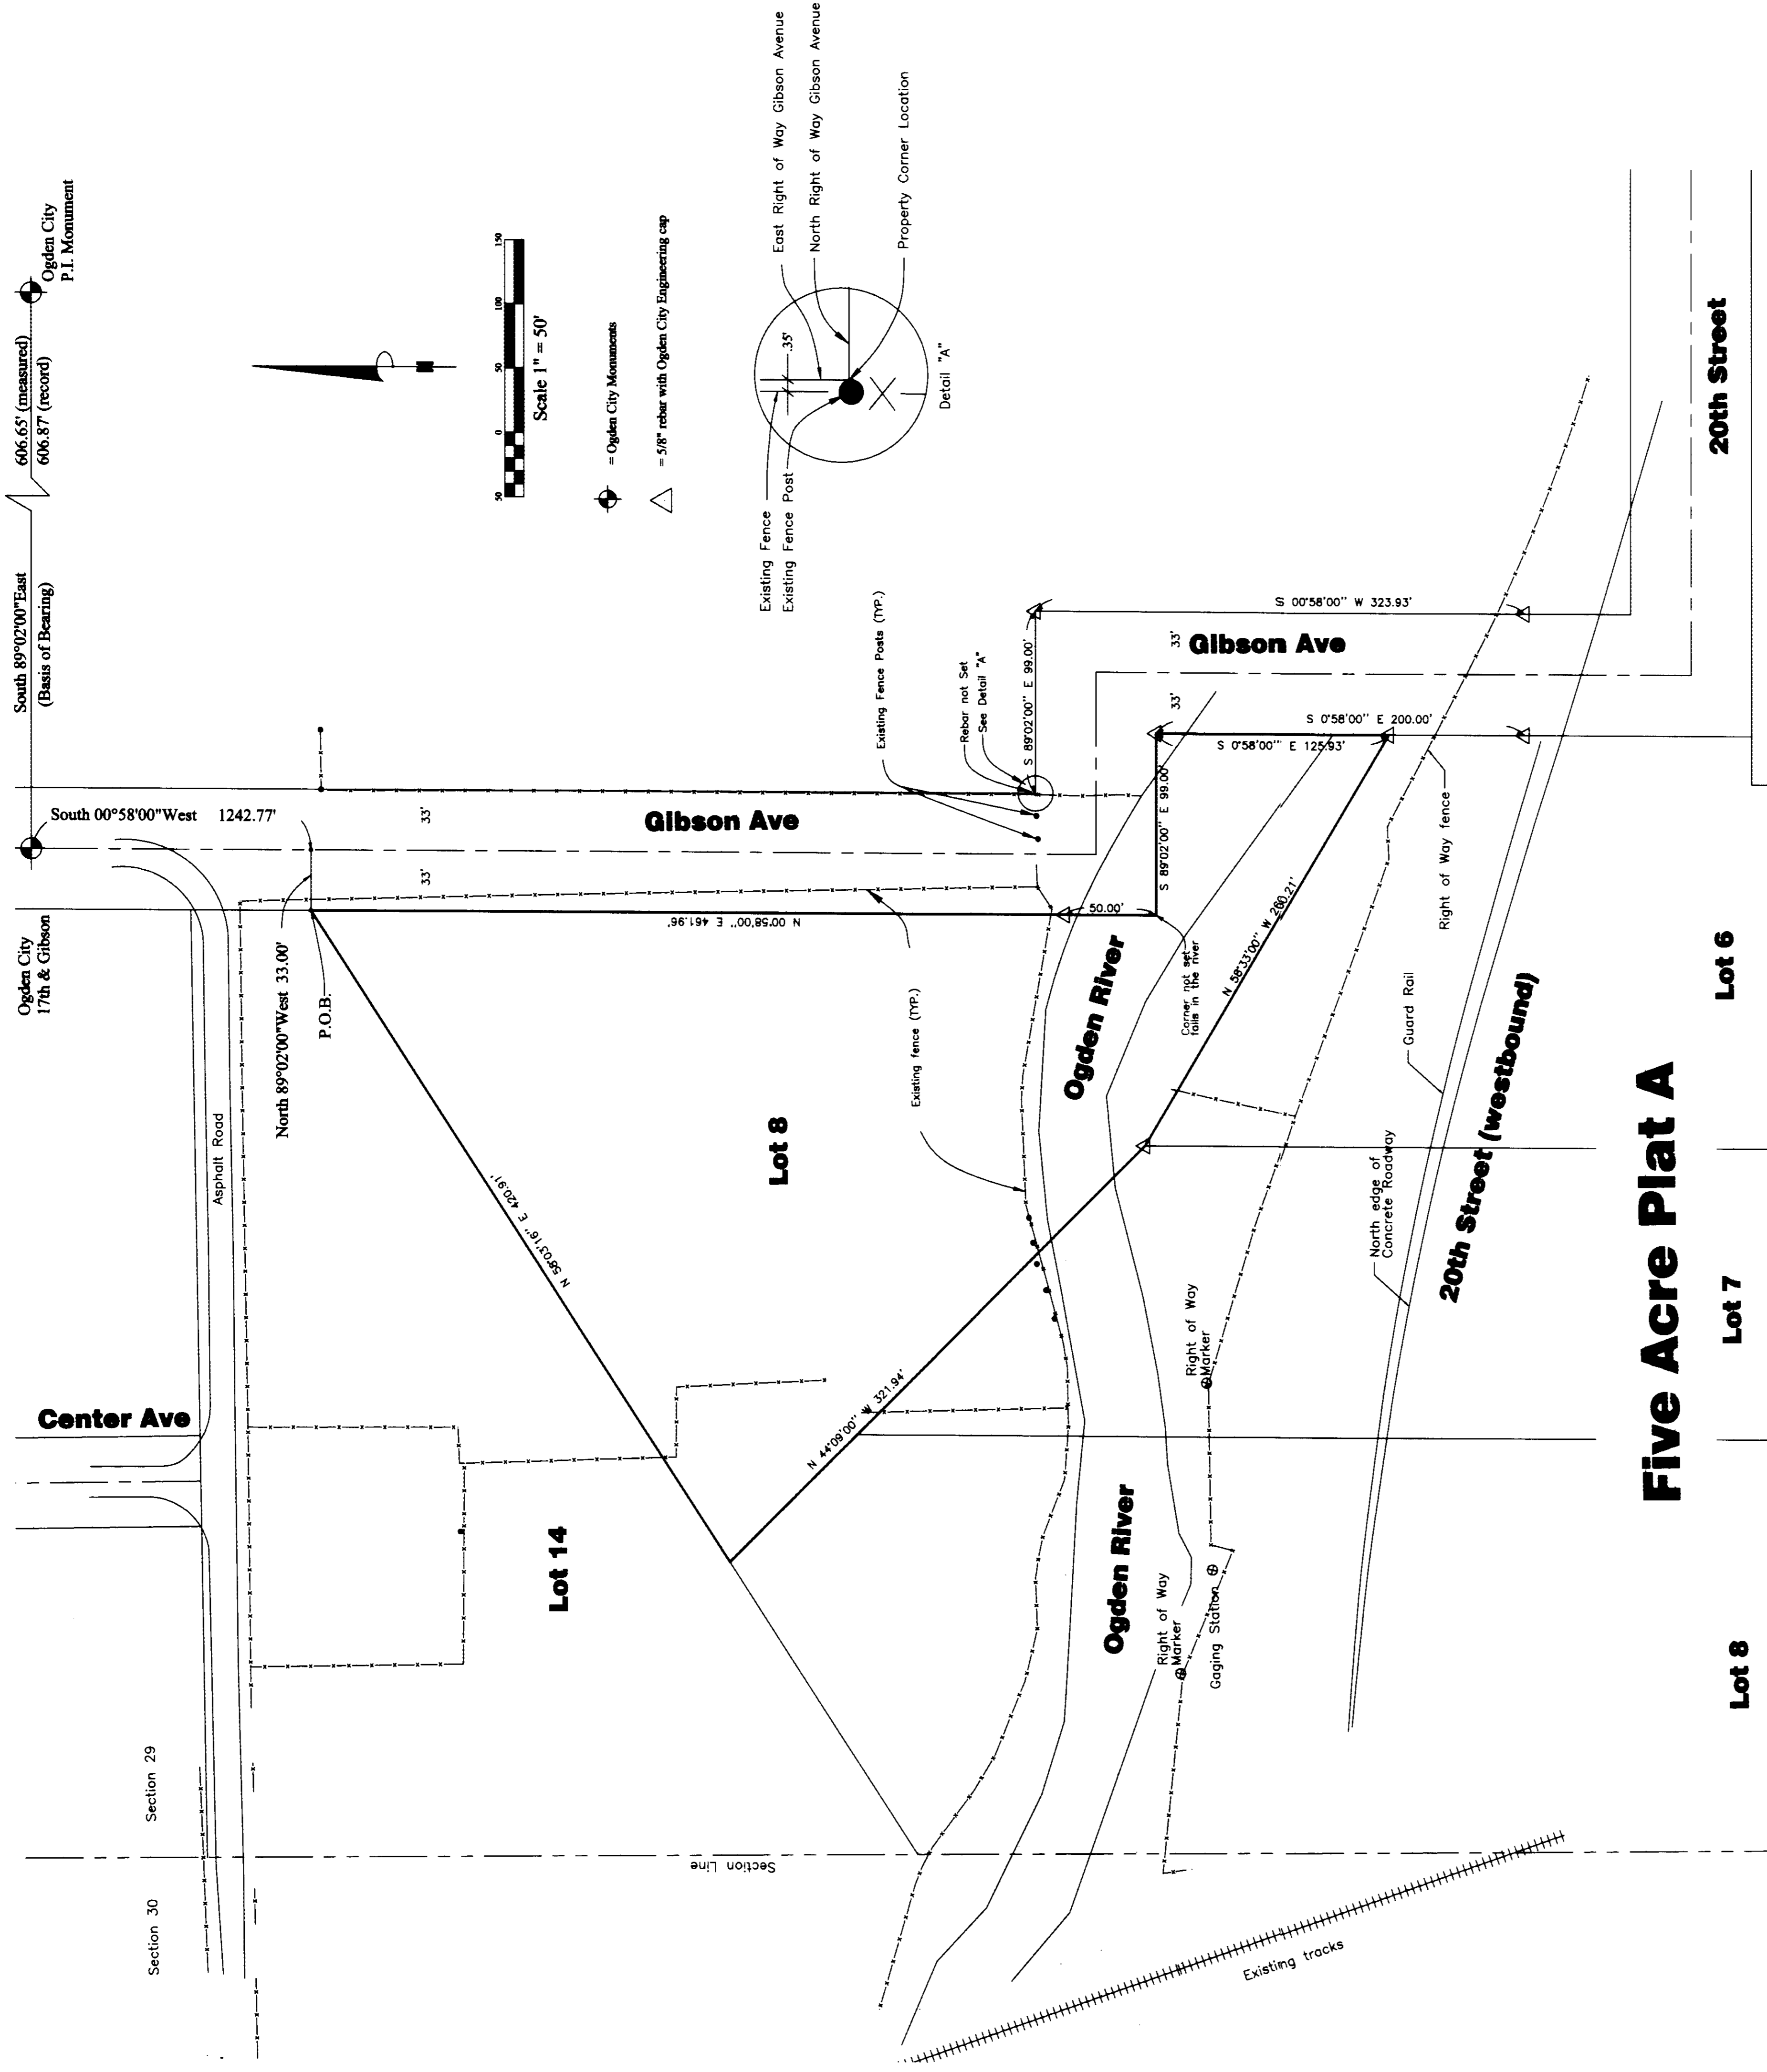 606.65' (measured)
606.87' (record)
Ogden City
P.I. Monument
South 89°02'00"East
(Basis of Bearing)
Ogden City
17th & Gibson
South 00°58'00"West 1242.77'
North 89°02'00"West 33.00'
P.O.B.
50 0 50 100 150
Scale 1" = 50'
= Ogden City Monuments
= 5/8" rebar with Ogden City Engineering cap
Existing Fence
Existing Fence Post
.35'
East Right of Way Gibson Avenue
North Right of Way Gibson Avenue
Property Corner Location
Detail "A"
Center Ave
Asphalt Road
Section 29
Section 30
Section Line
Lot 14
Lot 8
N 58°03'16" E 420.91'
N 00°58'00" E 461.96'
33'
33'
Gibson Ave
Existing Fence Posts (TYP.)
Rebar not Set
See Detail "A"
S 89°02'00" E 99.00'
S 00°58'00" W 323.93'
33'
Gibson Ave
33'
S 0°58'00" E 200.00'
S 0°58'00" E 125.93'
S 89°02'00" E 99.00'
50.00'
Corner not set
falls in the river
Existing fence (TYP.)
Ogden River
N 58°33'00" W 260.21'
N 44°09'00" W 321.94'
Right of Way fence
Guard Rail
North edge of
Concrete Roadway
20th Street (westbound)
20th Street
Right of Way
Marker
Ogden River
Right of Way
Marker
Gaging Station
Existing tracks
Five Acre Plat A
Lot 6
Lot 7
Lot 8